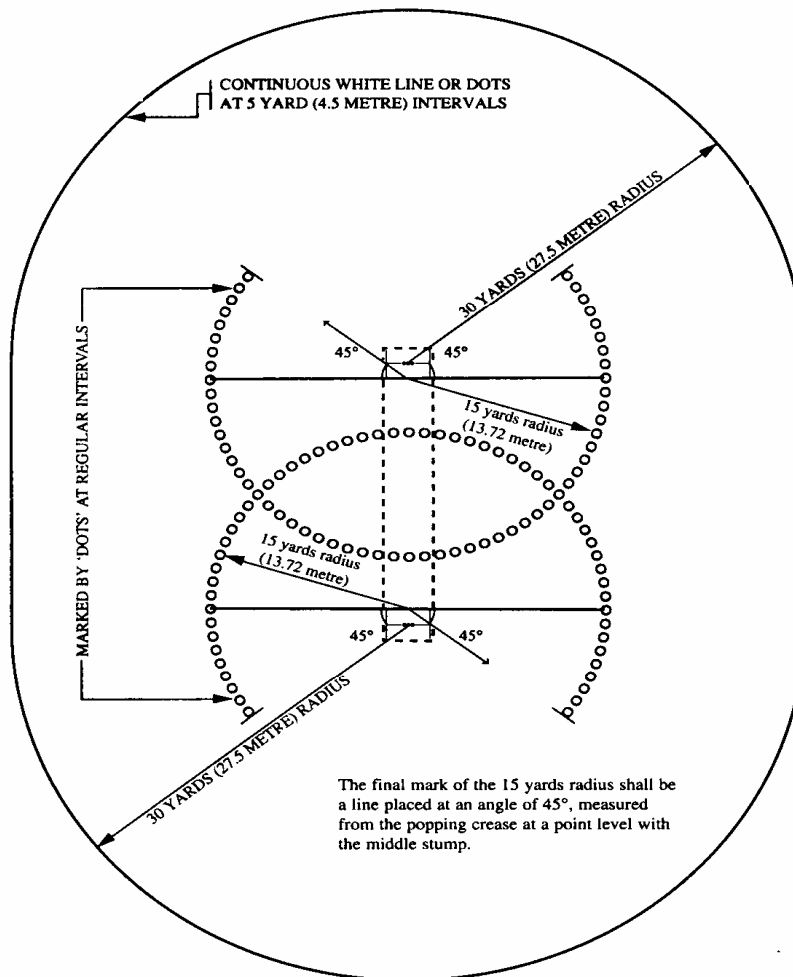 CONTINUOUS WHITE LINE OR DOTS
AT 5 YARD (4.5 METRE) INTERVALS
30 YARDS (27.5 METRE) RADIUS
MARKED BY 'DOTS' AT REGULAR INTERVALS
45°
45°
15 yards radius
(13.72 metre)
15 yards radius
(13.72 metre)
45°
45°
30 YARDS (27.5 METRE) RADIUS
The final mark of the 15 yards radius shall be
a line placed at an angle of 45°, measured
from the popping crease at a point level with
the middle stump.